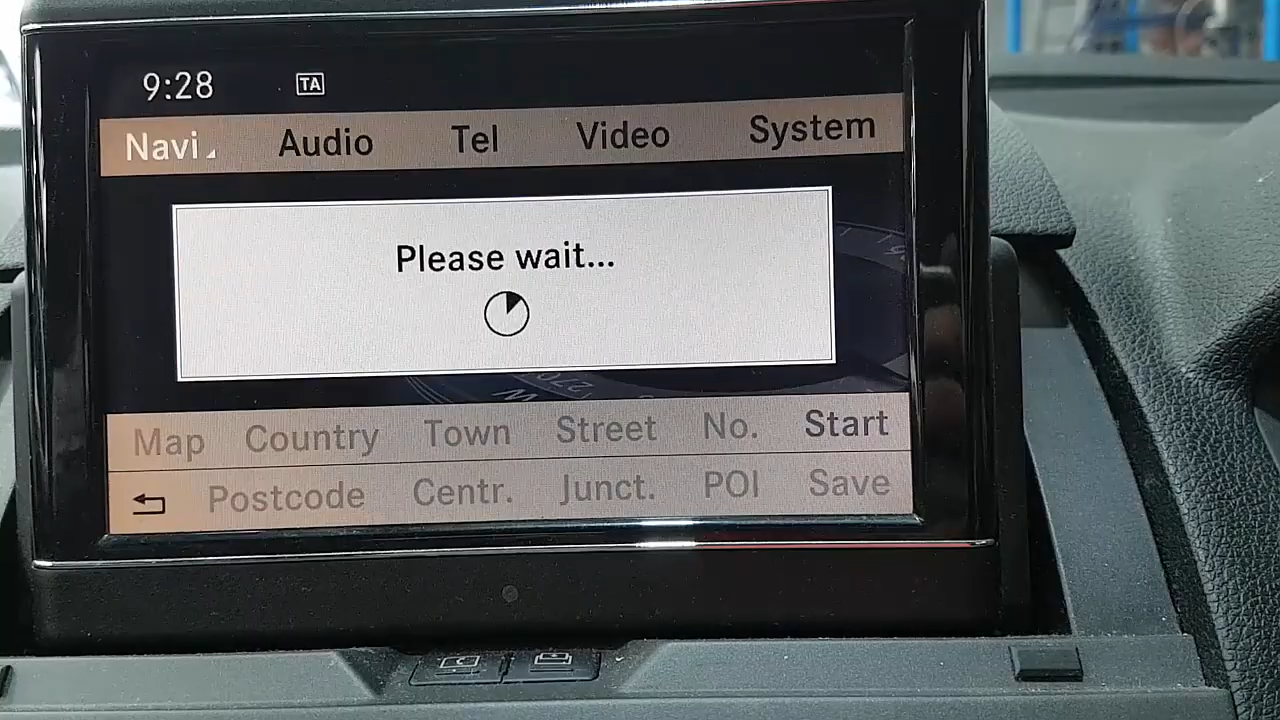 9:28 TA
Navi Audio Tel Video System
Please wait...
270
W
Map Country Town Street No. Start
Postcode Centr. Junct. POI Save